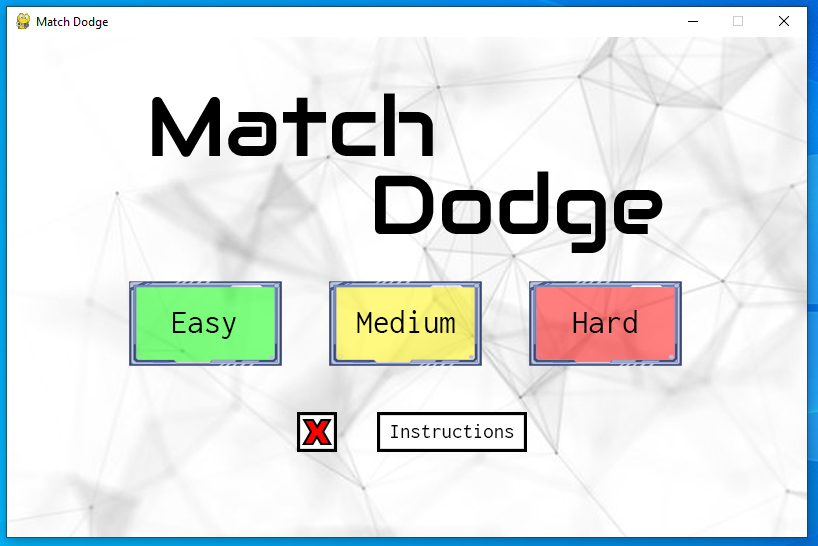 Match Dodge
Match
Dodge
Easy
Medium
Hard
X
Instructions